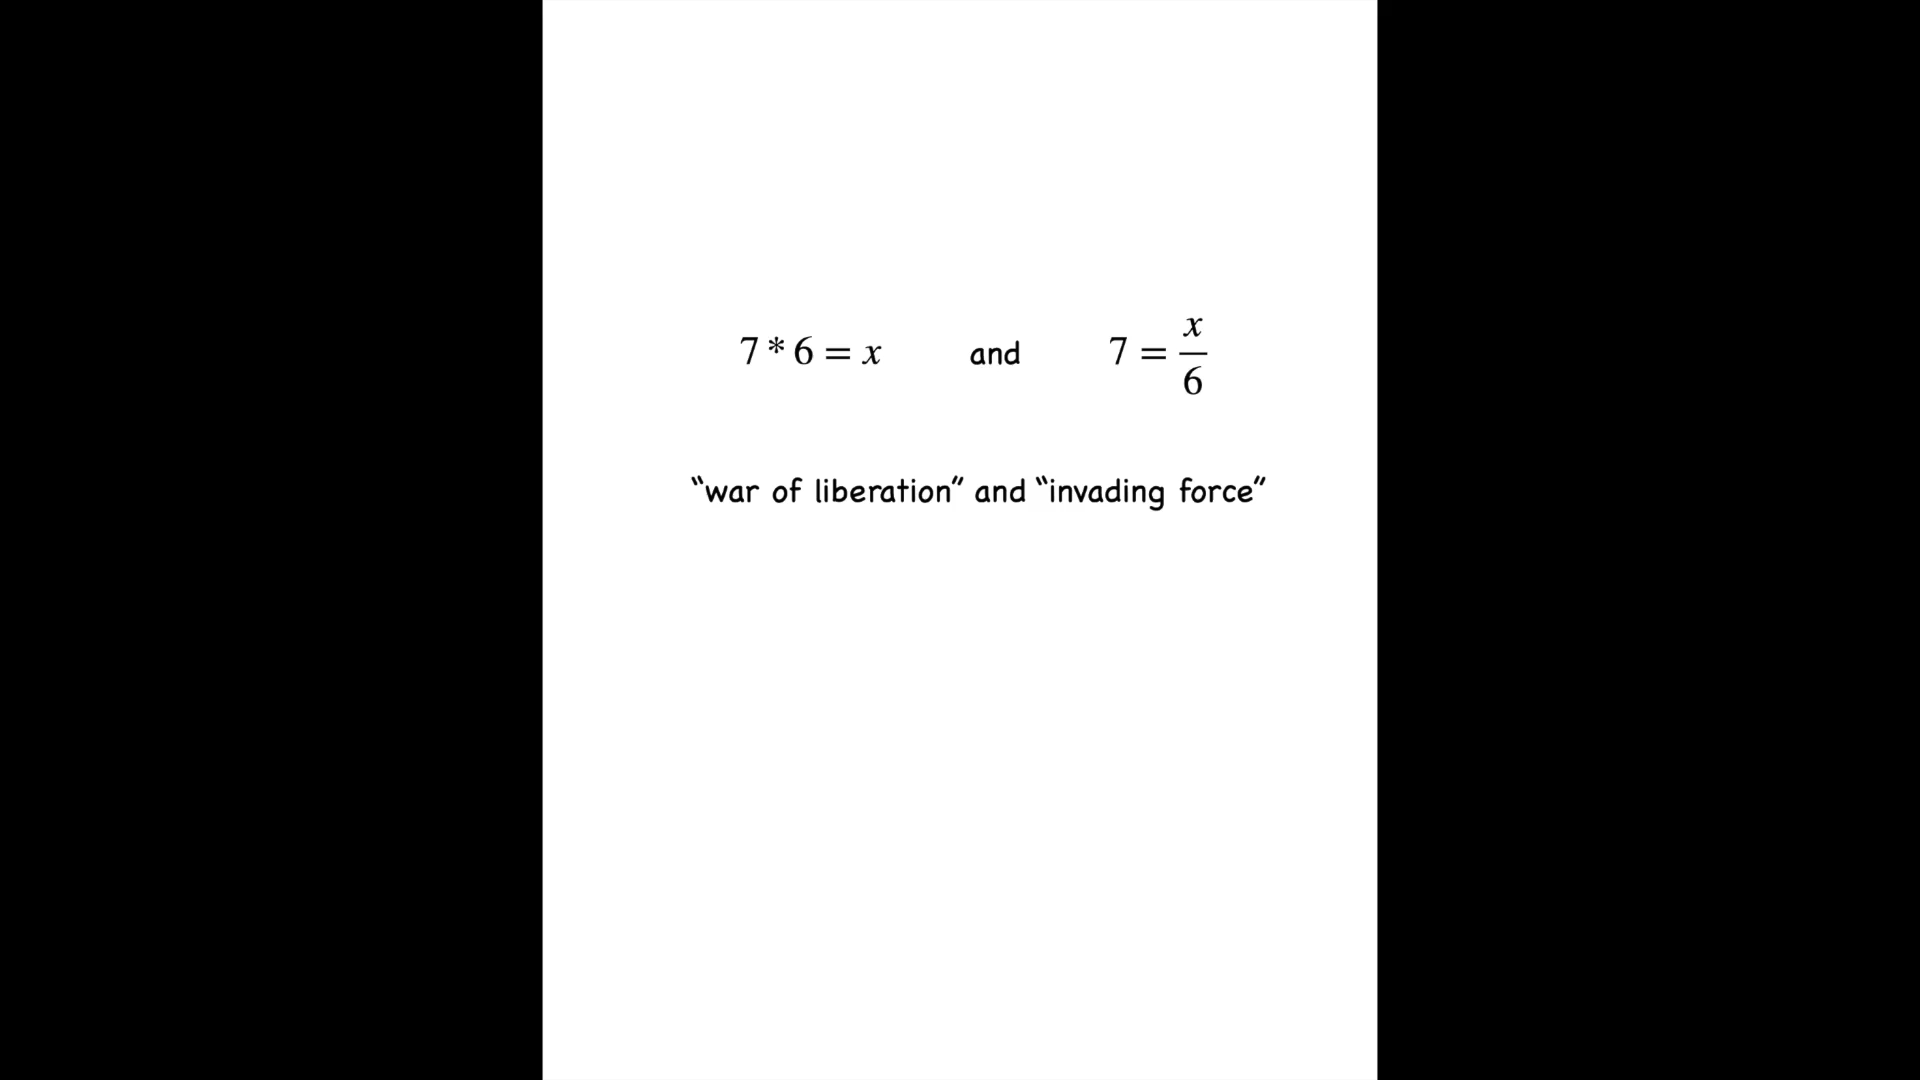 7 * 6 = x and 7 = x/6
“war of liberation” and “invading force”